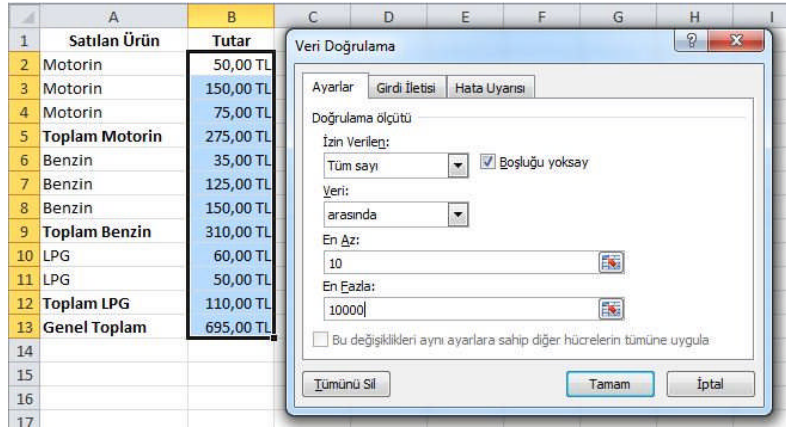 A B C D E F G H I
1 Satılan Ürün Tutar
2 Motorin 50,00 TL
3 Motorin 150,00 TL
4 Motorin 75,00 TL
5 Toplam Motorin 275,00 TL
6 Benzin 35,00 TL
7 Benzin 125,00 TL
8 Benzin 150,00 TL
9 Toplam Benzin 310,00 TL
10 LPG 60,00 TL
11 LPG 50,00 TL
12 Toplam LPG 110,00 TL
13 Genel Toplam 695,00 TL
14
15
16
17
Veri Doğrulama
Ayarlar Girdi İletisi Hata Uyarısı
Doğrulama ölçütü
İzin Verilen:
Tüm sayı Boşluğu yoksay
Veri:
arasında
En Az:
10
En Fazla:
10000
Bu değişiklikleri aynı ayarlara sahip diğer hücrelerin tümüne uygula
Tümünü Sil Tamam İptal